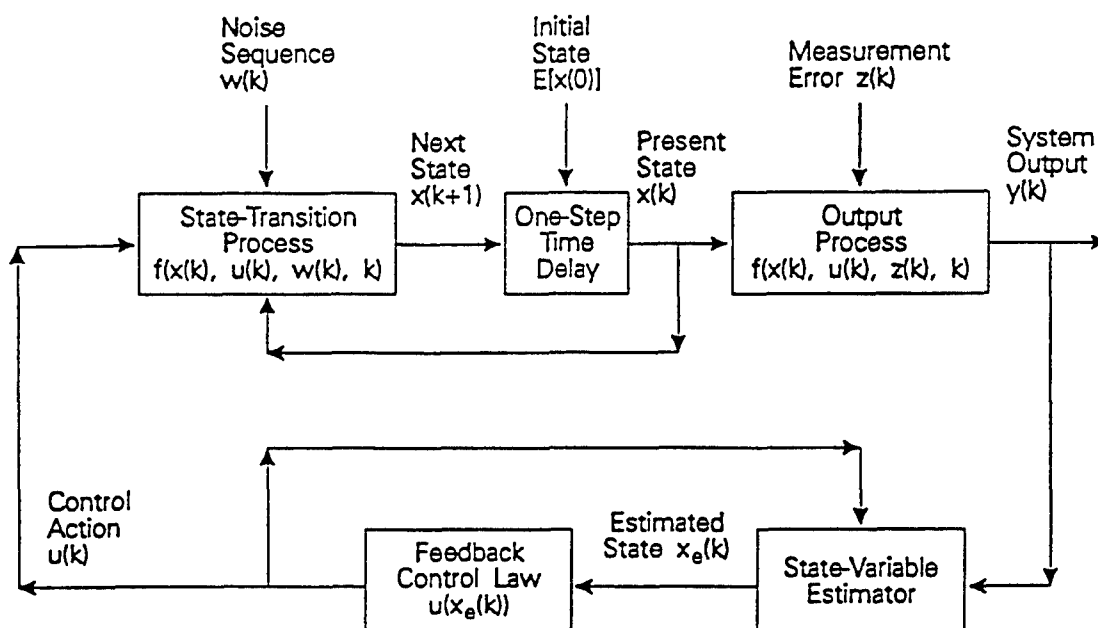 Noise
Sequence
w(k)
Initial
State
E[x(0)]
Measurement
Error z(k)
Next
State
x(k+1)
Present
State
x(k)
System
Output
y(k)
State-Transition
Process
f(x(k), u(k), w(k), k)
One-Step
Time
Delay
Output
Process
f(x(k), u(k), z(k), k)
Control
Action
u(k)
Feedback
Control Law
u(xₑ(k))
Estimated
State xₑ(k)
State-Variable
Estimator